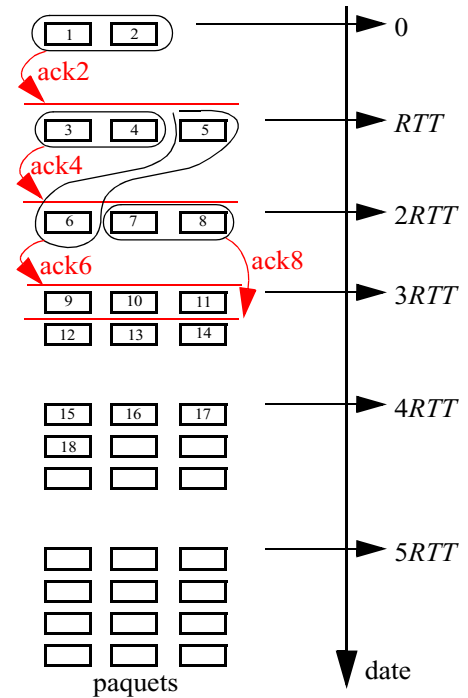 1 2 0
ack2
3 4 5 RTT
ack4
6 7 8 2RTT
ack6 ack8
9 10 11 3RTT
12 13 14
15 16 17 4RTT
18
5RTT
paquets date